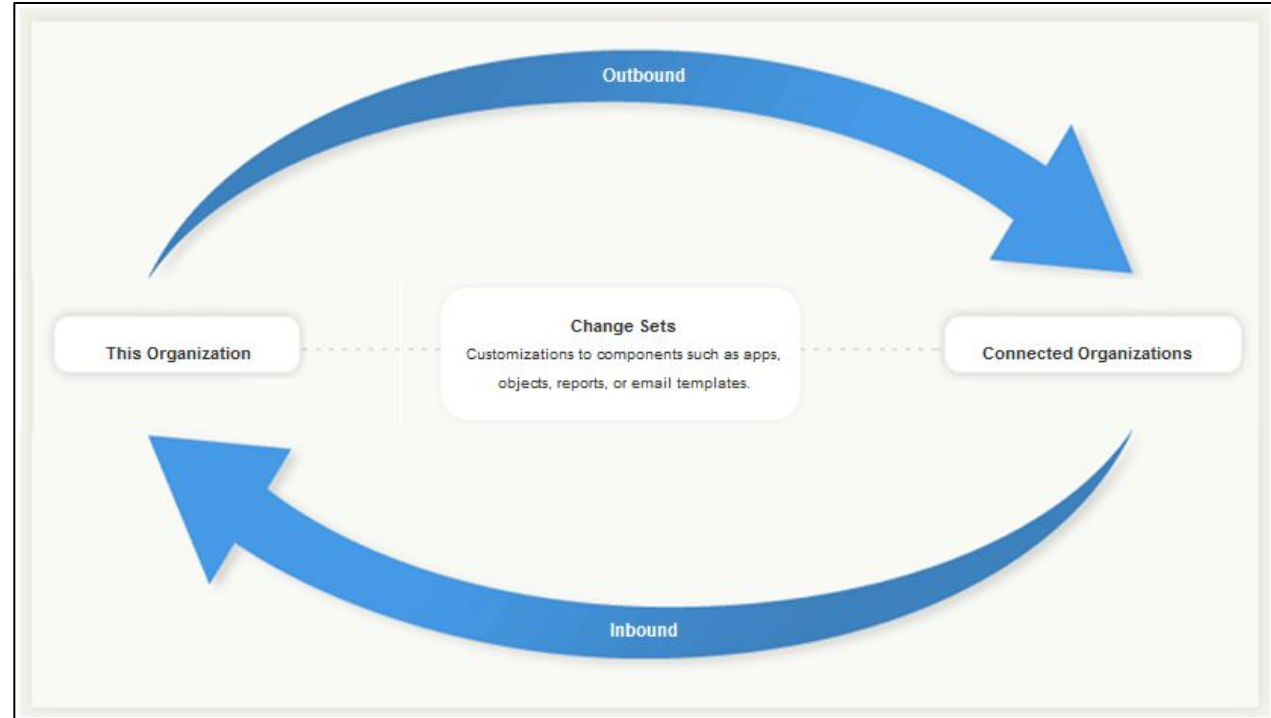 Outbound
This Organization
Change Sets
Customizations to components such as apps,
objects, reports, or email templates.
Connected Organizations
Inbound